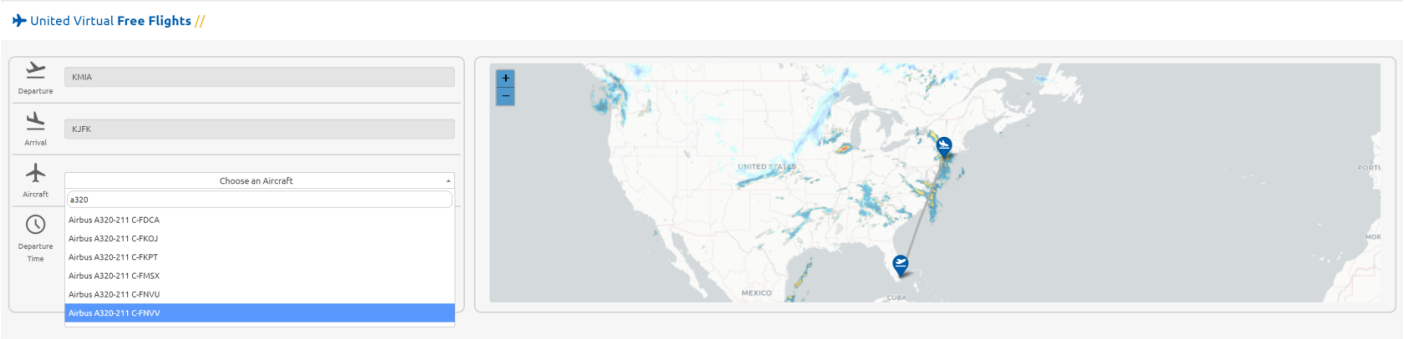 United Virtual Free Flights //
Departure
KMIA
Arrival
KJFK
Aircraft
Choose an Aircraft
a320
Airbus A320-211 C-FDCA
Airbus A320-211 C-FKOJ
Airbus A320-211 C-FKPT
Airbus A320-211 C-FMSX
Airbus A320-211 C-FNVU
Airbus A320-211 C-FNVV
Departure
Time
+
−
UNITED STATES
MEXICO
CUBA
PORT
MOR